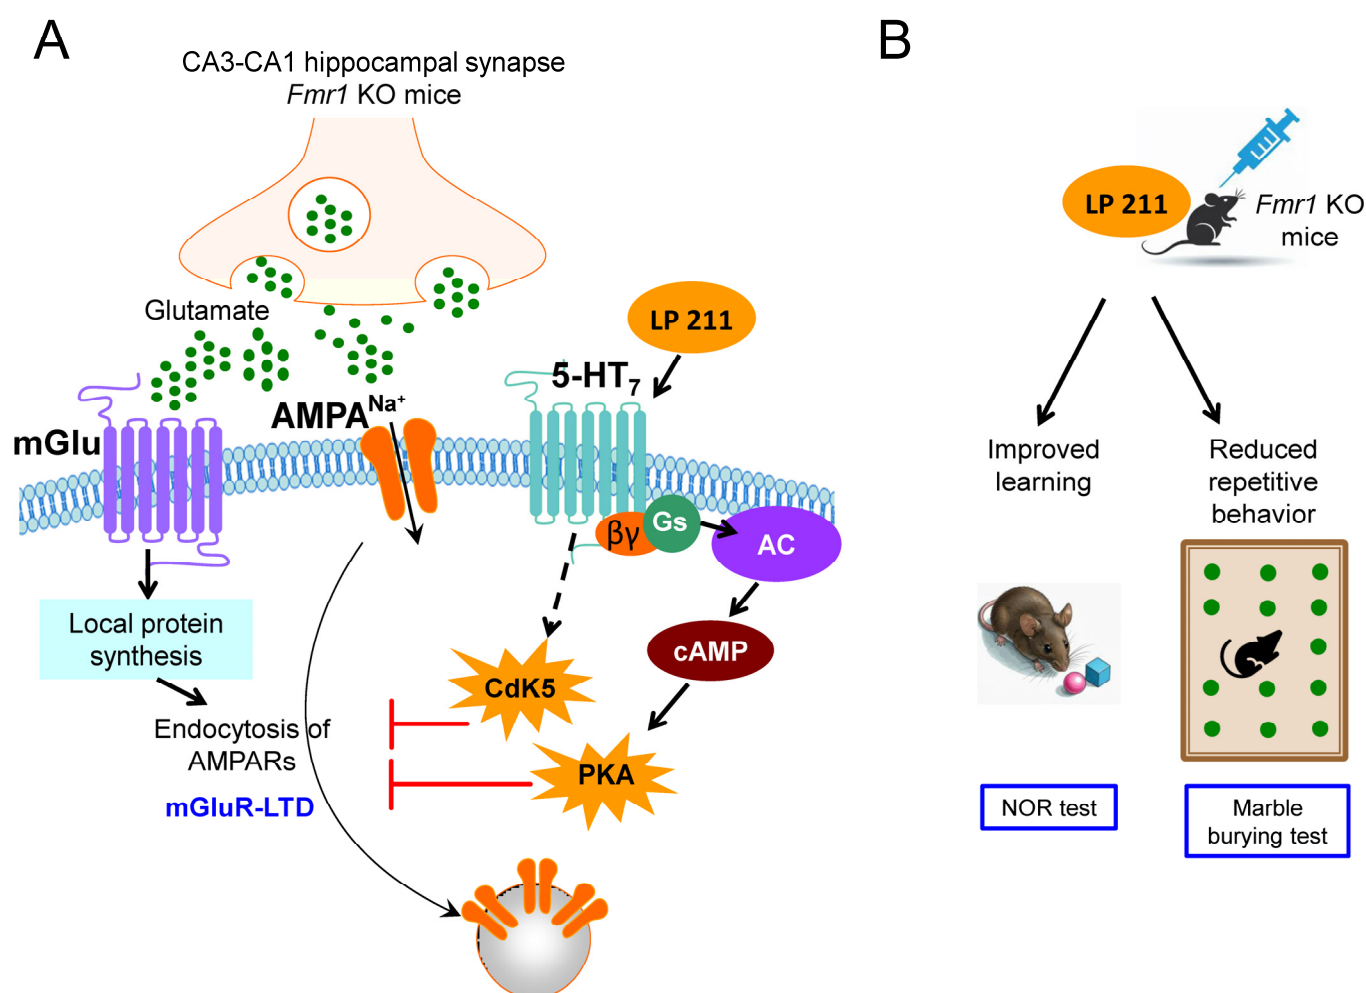 A
CA3-CA1 hippocampal synapse
Fmr1 KO mice
Glutamate
LP 211
5-HT7
AMPA Na+
mGlu
βγ
Gs
AC
Local protein
synthesis
cAMP
CdK5
Endocytosis of
AMPARs
PKA
mGluR-LTD
B
LP 211
Fmr1 KO
mice
Improved
learning
Reduced
repetitive
behavior
NOR test
Marble
burying test